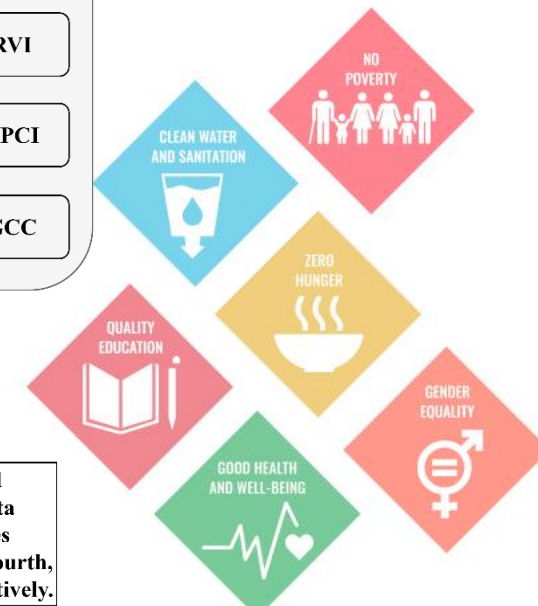 RVI
PCI
GCC
NO
POVERTY
CLEAN WATER
AND SANITATION
ZERO
HUNGER
QUALITY
EDUCATION
GENDER
EQUALITY
GOOD HEALTH
AND WELL-BEING
ourth,
tively.